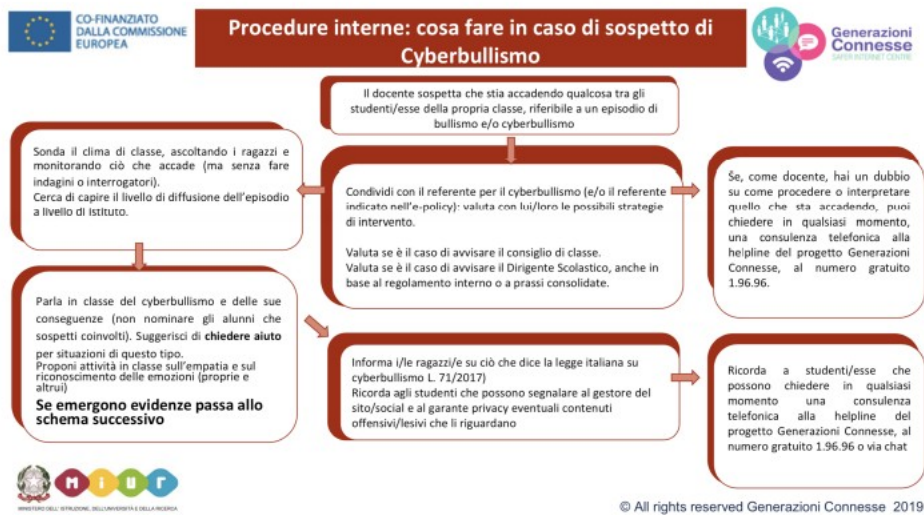 CO-FINANZIATO
DALLA COMMISSIONE
EUROPEA
Procedure interne: cosa fare in caso di sospetto di
Cyberbullismo
Generazioni
Connesse
SAFER INTERNET CENTRE
Il docente sospetta che stia accadendo qualcosa tra gli
studenti/esse della propria classe, riferibile a un episodio di
bullismo e/o cyberbullismo
Sonda il clima di classe, ascoltando i ragazzi e
monitorando ciò che accade (ma senza fare
indagini o interrogatori).
Cerca di capire il livello di diffusione dell'episodio
a livello di Istituto.
Condividi con il referente per il cyberbullismo (e/o il referente
indicato nell'e-policy): valuta con lui/loro le possibili strategie
di intervento.
Valuta se è il caso di avvisare il consiglio di classe.
Valuta se è il caso di avvisare il Dirigente Scolastico, anche in
base al regolamento interno o a prassi consolidate.
Se, come docente, hai un dubbio
su come procedere o interpretare
quello che sta accadendo, puoi
chiedere in qualsiasi momento,
una consulenza telefonica alla
helpline del progetto Generazioni
Connesse, al numero gratuito
1.96.96.
Parla in classe del cyberbullismo e delle sue
conseguenze (non nominare gli alunni che
sospetti coinvolti). Suggerisci di chiedere aiuto
per situazioni di questo tipo.
Proponi attività in classe sull'empatia e sul
riconoscimento delle emozioni (proprie e
altrui)
Se emergono evidenze passa allo
schema successivo
Informa i/le ragazzi/e su ciò che dice la legge italiana su
cyberbullismo L. 71/2017)
Ricorda agli studenti che possono segnalare al gestore del
sito/social e al garante privacy eventuali contenuti
offensivi/lesivi che li riguardano
Ricorda a studenti/esse che
possono chiedere in qualsiasi
momento una consulenza
telefonica alla helpline del
progetto Generazioni Connesse, al
numero gratuito 1.96.96 o via chat
MIUR
MINISTERO DELL'ISTRUZIONE, DELL'UNIVERSITÀ E DELLA RICERCA
© All rights reserved Generazioni Connesse 2019